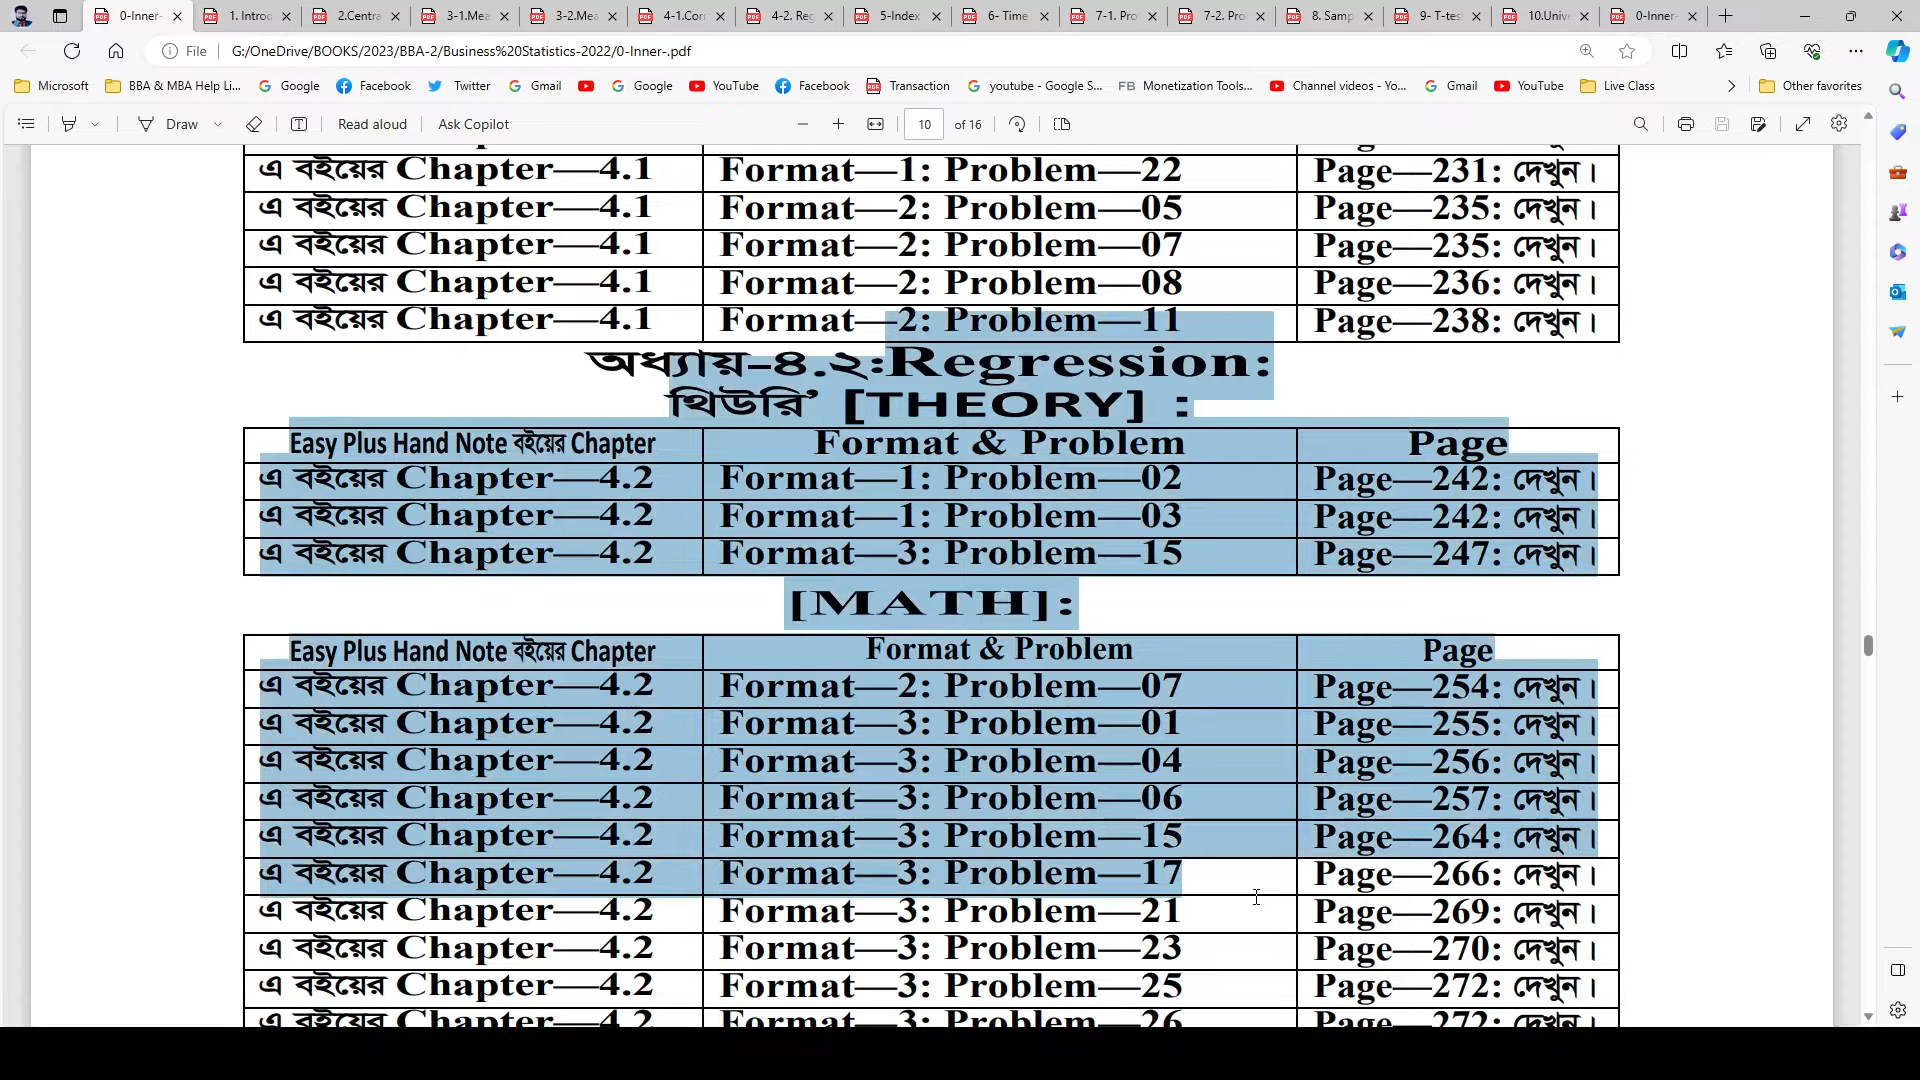 0-Inner-
1. Introc
2.Centra
3-1.Mea
3-2.Mea
4-1.Corr
4-2. Reg
5-Index
6- Time
7-1. Pro
7-2. Pro
8. Samp
9- T-tes
10.Unive
0-Inner-
File G:/OneDrive/BOOKS/2023/BBA-2/Business%20Statistics-2022/0-Inner-.pdf
Microsoft BBA & MBA Help Li... Google Facebook Twitter Gmail Google YouTube Facebook Transaction youtube - Google S... FB Monetization Tools... Channel videos - Yo... Gmail YouTube Live Class Other favorites
Draw Read aloud Ask Copilot 10 of 16
এ বইয়ের Chapter—4.1 Format—1: Problem—22 Page—231: দেখুন।
এ বইয়ের Chapter—4.1 Format—2: Problem—05 Page—235: দেখুন।
এ বইয়ের Chapter—4.1 Format—2: Problem—07 Page—235: দেখুন।
এ বইয়ের Chapter—4.1 Format—2: Problem—08 Page—236: দেখুন।
এ বইয়ের Chapter—4.1 Format—2: Problem—11 Page—238: দেখুন।
অধ্যায়-৪.২ঃRegression:
থিউরি’ [THEORY] :
Easy Plus Hand Note বইয়ের Chapter Format & Problem Page
এ বইয়ের Chapter—4.2 Format—1: Problem—02 Page—242: দেখুন।
এ বইয়ের Chapter—4.2 Format—1: Problem—03 Page—242: দেখুন।
এ বইয়ের Chapter—4.2 Format—3: Problem—15 Page—247: দেখুন।
[MATH]:
Easy Plus Hand Note বইয়ের Chapter Format & Problem Page
এ বইয়ের Chapter—4.2 Format—2: Problem—07 Page—254: দেখুন।
এ বইয়ের Chapter—4.2 Format—3: Problem—01 Page—255: দেখুন।
এ বইয়ের Chapter—4.2 Format—3: Problem—04 Page—256: দেখুন।
এ বইয়ের Chapter—4.2 Format—3: Problem—06 Page—257: দেখুন।
এ বইয়ের Chapter—4.2 Format—3: Problem—15 Page—264: দেখুন।
এ বইয়ের Chapter—4.2 Format—3: Problem—17 Page—266: দেখুন।
এ বইয়ের Chapter—4.2 Format—3: Problem—21 Page—269: দেখুন।
এ বইয়ের Chapter—4.2 Format—3: Problem—23 Page—270: দেখুন।
এ বইয়ের Chapter—4.2 Format—3: Problem—25 Page—272: দেখুন।
এ বইয়ের Chapter—4.2 Format—3: Problem—26 Page—272: দেখুন।